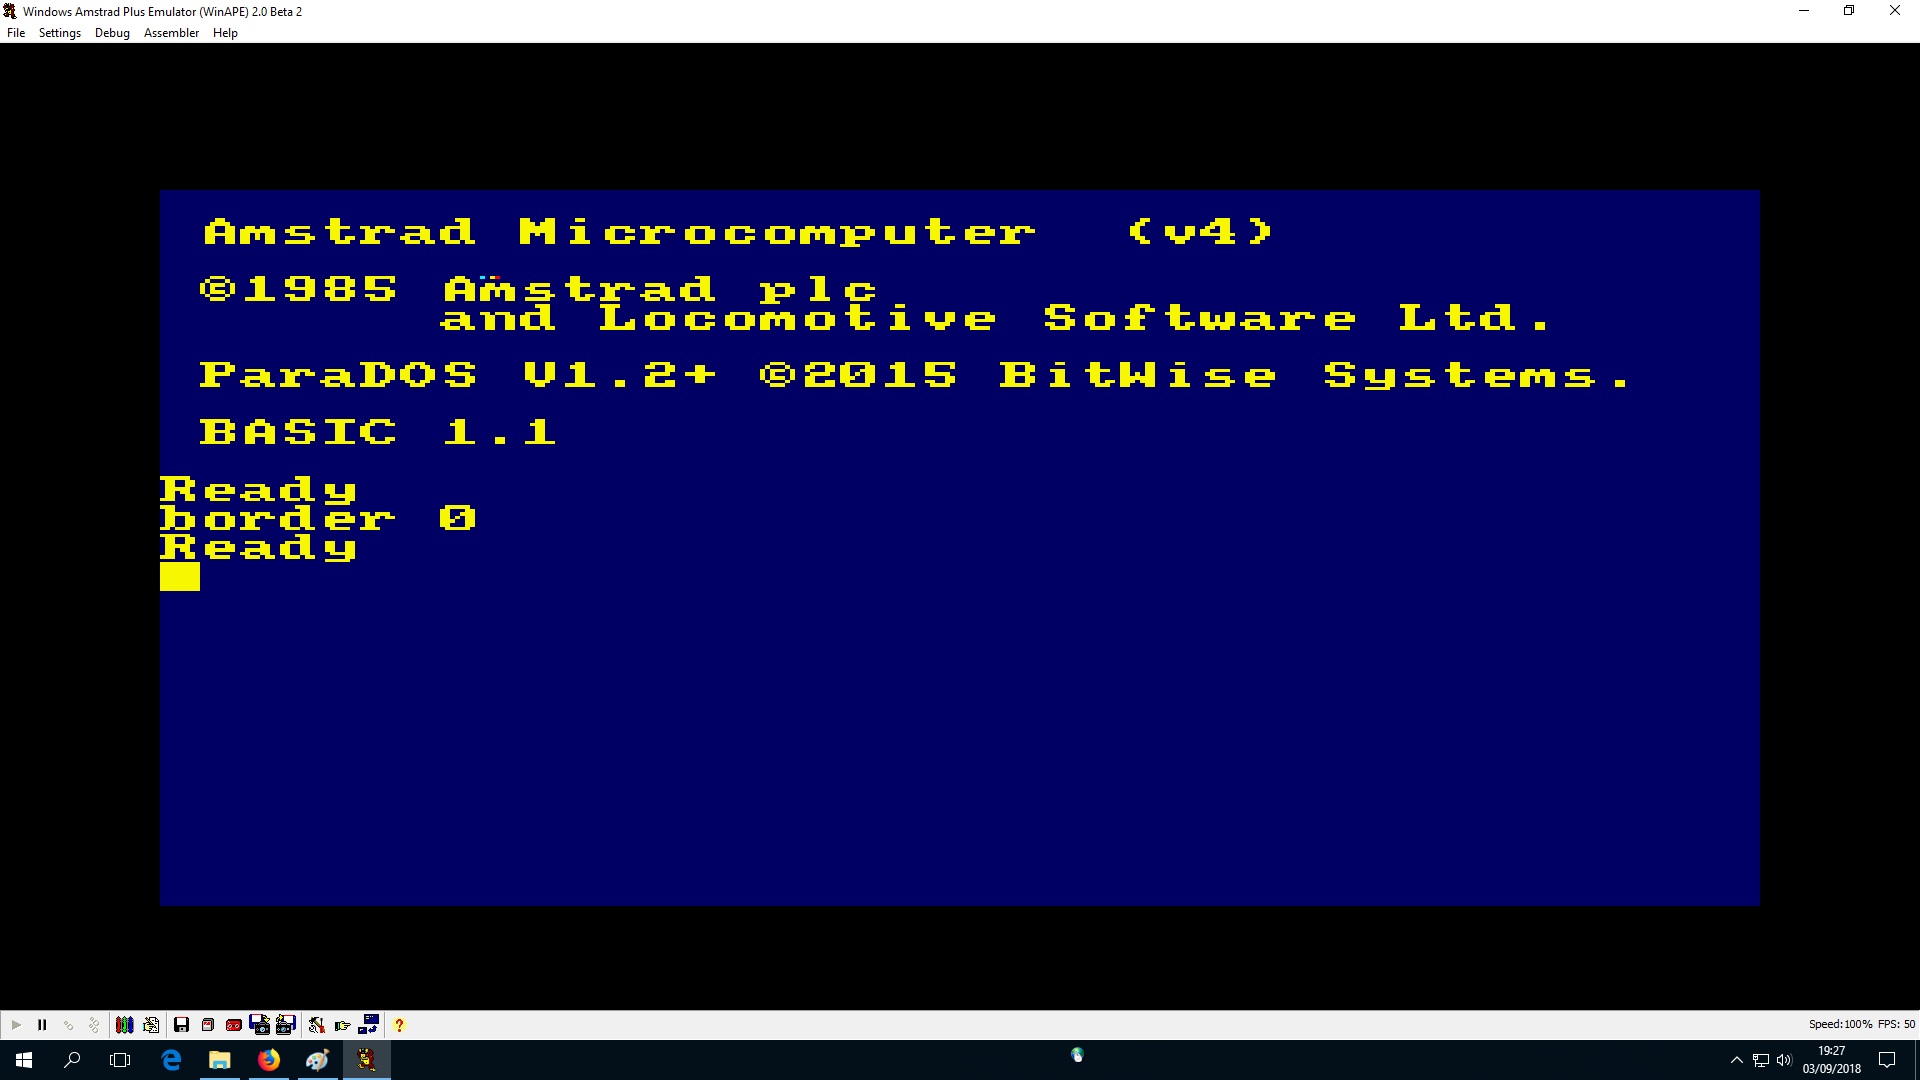 Windows Amstrad Plus Emulator (WinAPE) 2.0 Beta 2
File Settings Debug Assembler Help
Amstrad Microcomputer (v4)
©1985 Amstrad plc
and Locomotive Software Ltd.
ParaDOS V1.2+ ©2015 BitWise Systems.
BASIC 1.1
Ready
border 0
Ready
Speed:100% FPS: 50
19:27
03/09/2018